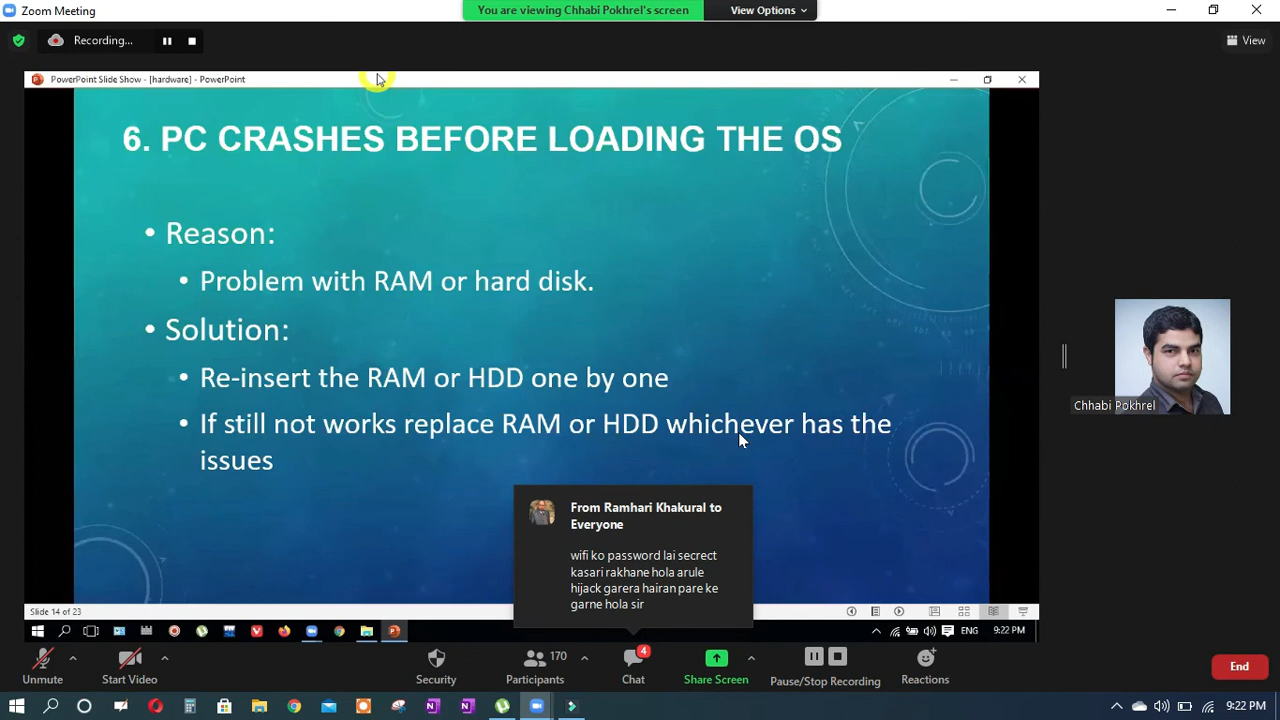 Zoom Meeting
You are viewing Chhabi Pokhrel's screen
View Options
Recording...
View
PowerPoint Slide Show - [hardware] - PowerPoint
6. PC CRASHES BEFORE LOADING THE OS
• Reason:
• Problem with RAM or hard disk.
• Solution:
• Re-insert the RAM or HDD one by one
• If still not works replace RAM or HDD whichever has the
issues
Chhabi Pokhrel
From Ramhari Khakural to
Everyone
wifi ko password lai secrect
kasari rakhane hola arule
hijack garera hairan pare ke
garne hola sir
Slide 14 of 23
ENG
9:22 PM
Unmute
Start Video
Security
170
Participants
4
Chat
Share Screen
Pause/Stop Recording
Reactions
End
9:22 PM